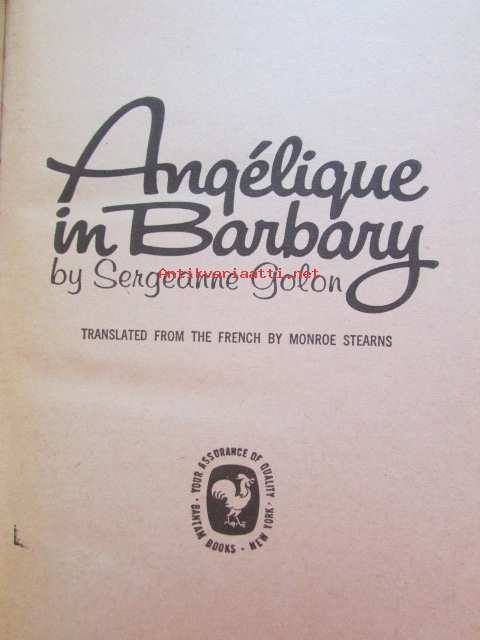 Angélique
in Barbary
by Sergeanne Golon
Antikvariaatti.net
TRANSLATED FROM THE FRENCH BY MONROE STEARNS
YOUR ASSURANCE OF QUALITY
BANTAM BOOKS · NEW YORK ·